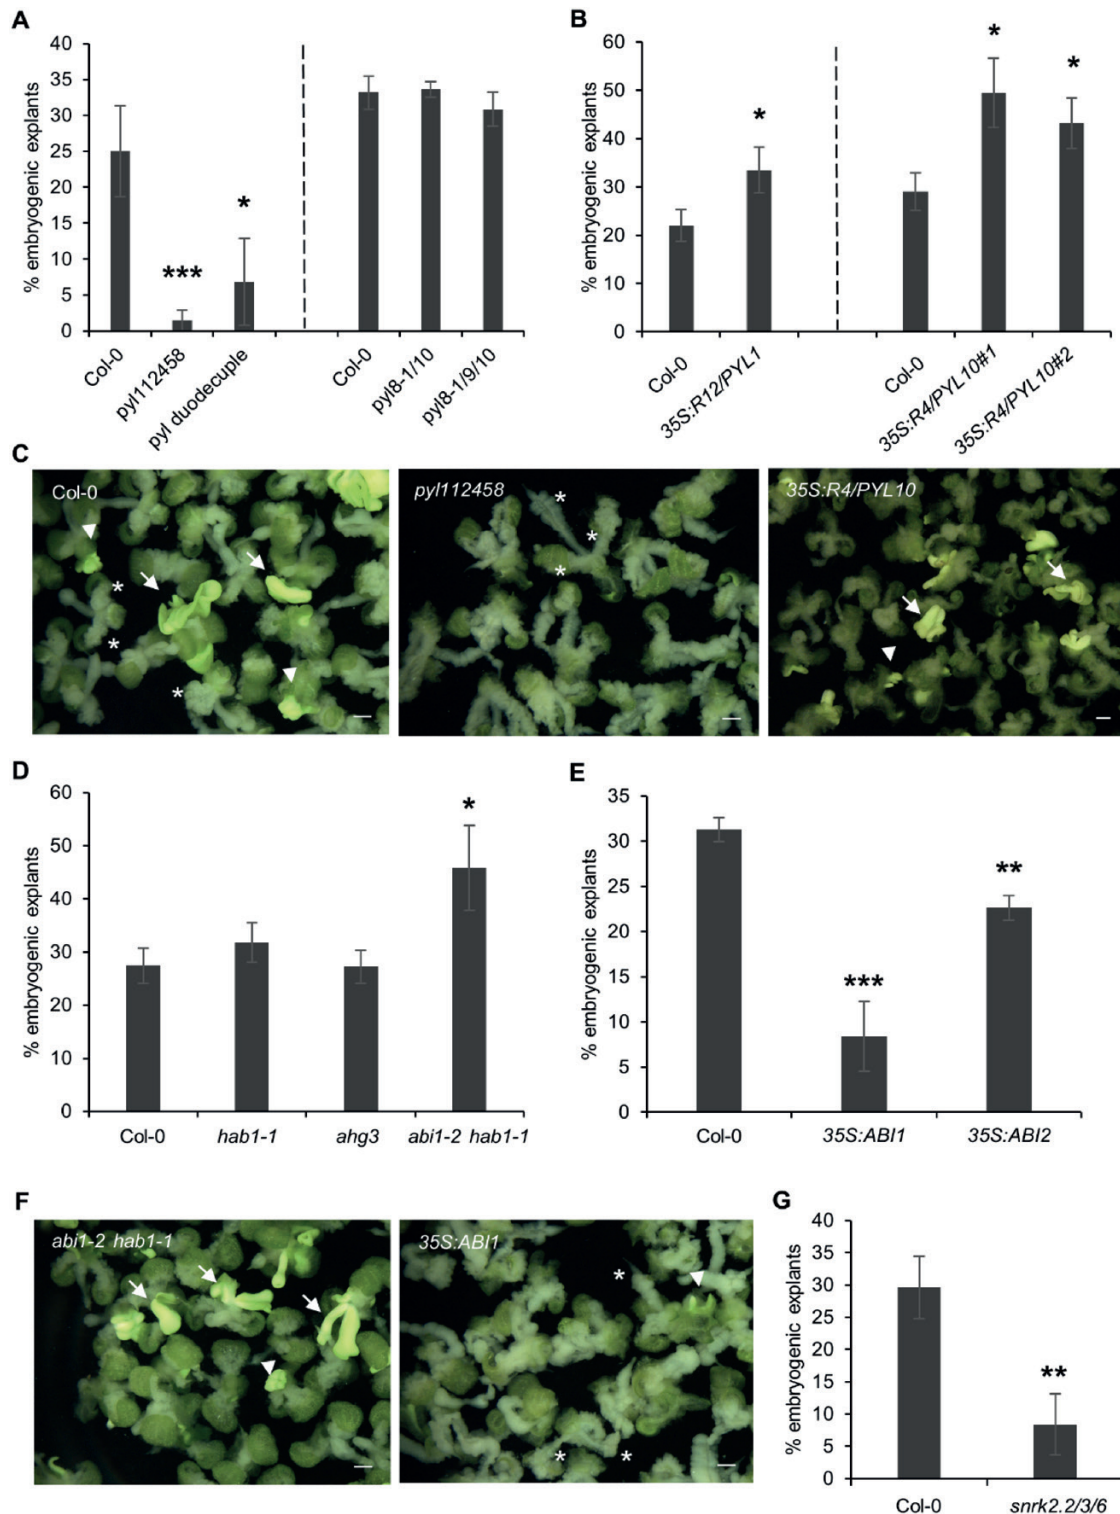 A
40
35
30
25
20
15
10
5
0
% embryogenic explants
***
*
Col-0
pyl112458
pyl duodecuple
Col-0
pyl8-1/10
pyl8-1/9/10
B
60
50
40
30
20
10
0
% embryogenic explants
*
*
*
Col-0
35S:R12/PYL1
Col-0
35S:R4/PYL10#1
35S:R4/PYL10#2
C
Col-0
*
*
*
pyl112458
*
*
*
35S:R4/PYL10
D
60
50
40
30
20
10
0
% embryogenic explants
*
Col-0
hab1-1
ahg3
abi1-2 hab1-1
E
35
30
25
20
15
10
5
0
% embryogenic explants
***
**
Col-0
35S:ABI1
35S:ABI2
F
abi1-2 hab1-1
35S:ABI1
*
*
*
G
40
35
30
25
20
15
10
5
0
% embryogenic explants
**
Col-0
snrk2.2/3/6